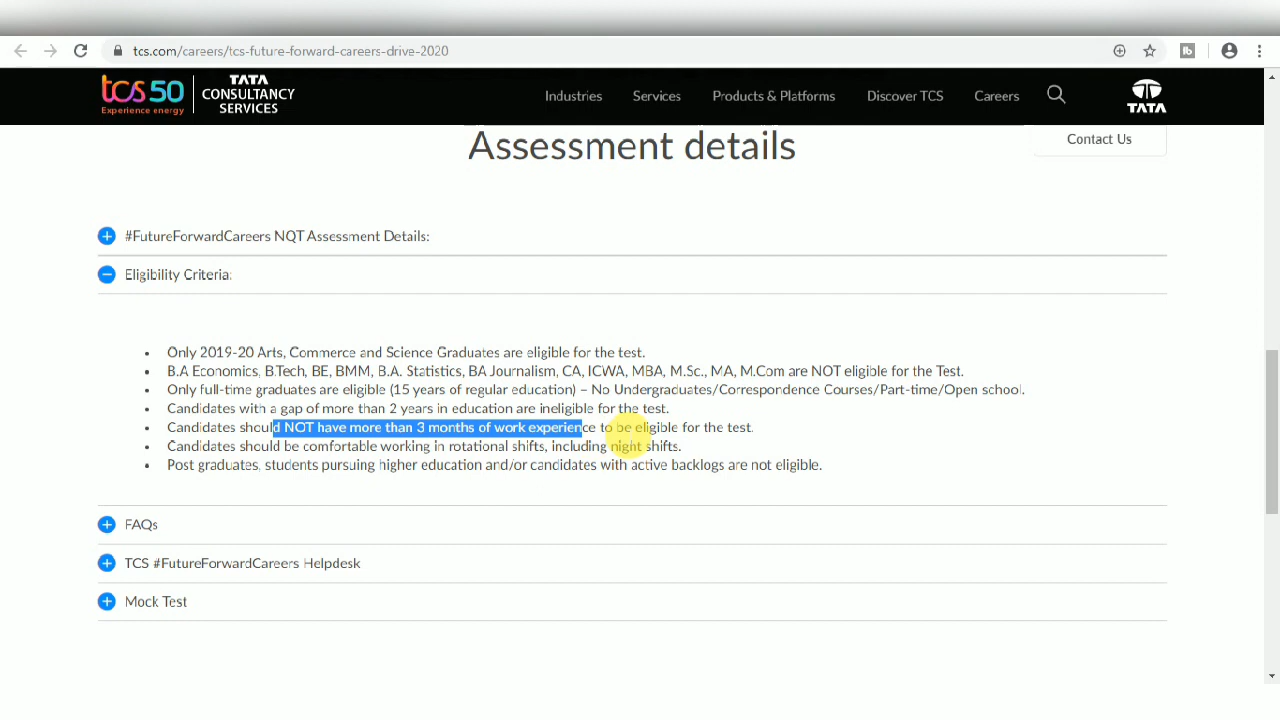 tcs.com/careers/tcs-future-forward-careers-drive-2020
tcs 50
Experience energy
TATA
CONSULTANCY
SERVICES
Industries
Services
Products & Platforms
Discover TCS
Careers
TATA
Assessment details
Contact Us
#FutureForwardCareers NQT Assessment Details:
Eligibility Criteria:
• Only 2019-20 Arts, Commerce and Science Graduates are eligible for the test.
• B.A Economics, B.Tech, BE, BMM, B.A. Statistics, BA Journalism, CA, ICWA, MBA, M.Sc., MA, M.Com are NOT eligible for the Test.
• Only full-time graduates are eligible (15 years of regular education) – No Undergraduates/Correspondence Courses/Part-time/Open school.
• Candidates with a gap of more than 2 years in education are ineligible for the test.
• Candidates should NOT have more than 3 months of work experience to be eligible for the test.
• Candidates should be comfortable working in rotational shifts, including night shifts.
• Post graduates, students pursuing higher education and/or candidates with active backlogs are not eligible.
FAQs
TCS #FutureForwardCareers Helpdesk
Mock Test